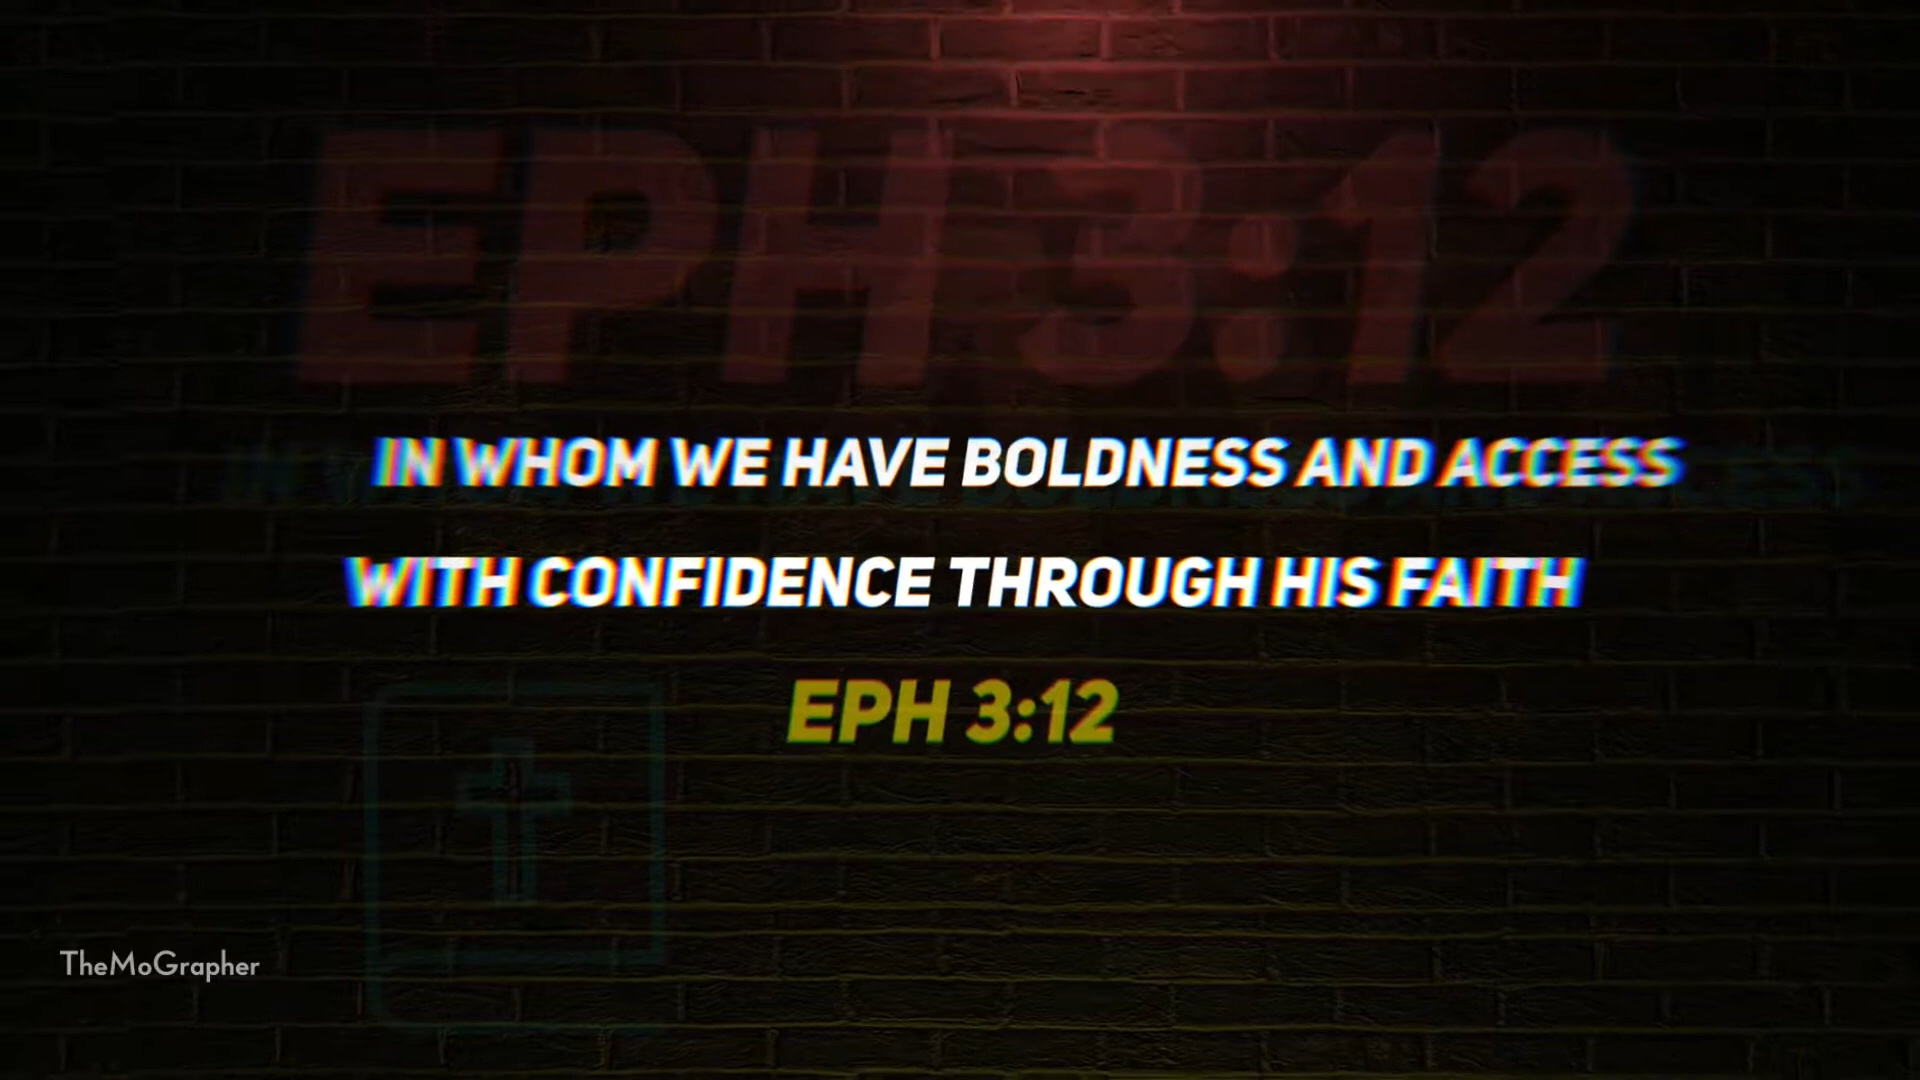 EPH 3:12
IN WHOM WE HAVE BOLDNESS AND ACCESS
WITH CONFIDENCE THROUGH HIS FAITH
EPH 3:12
TheMoGrapher